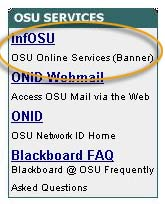 OSU SERVICES
InfOSU
OSU Online Services (Banner)
ONID Webmail
Access OSU Mail via the Web
ONID
OSU Network ID Home
Blackboard FAQ
Blackboard @ OSU Frequently
Asked Questions